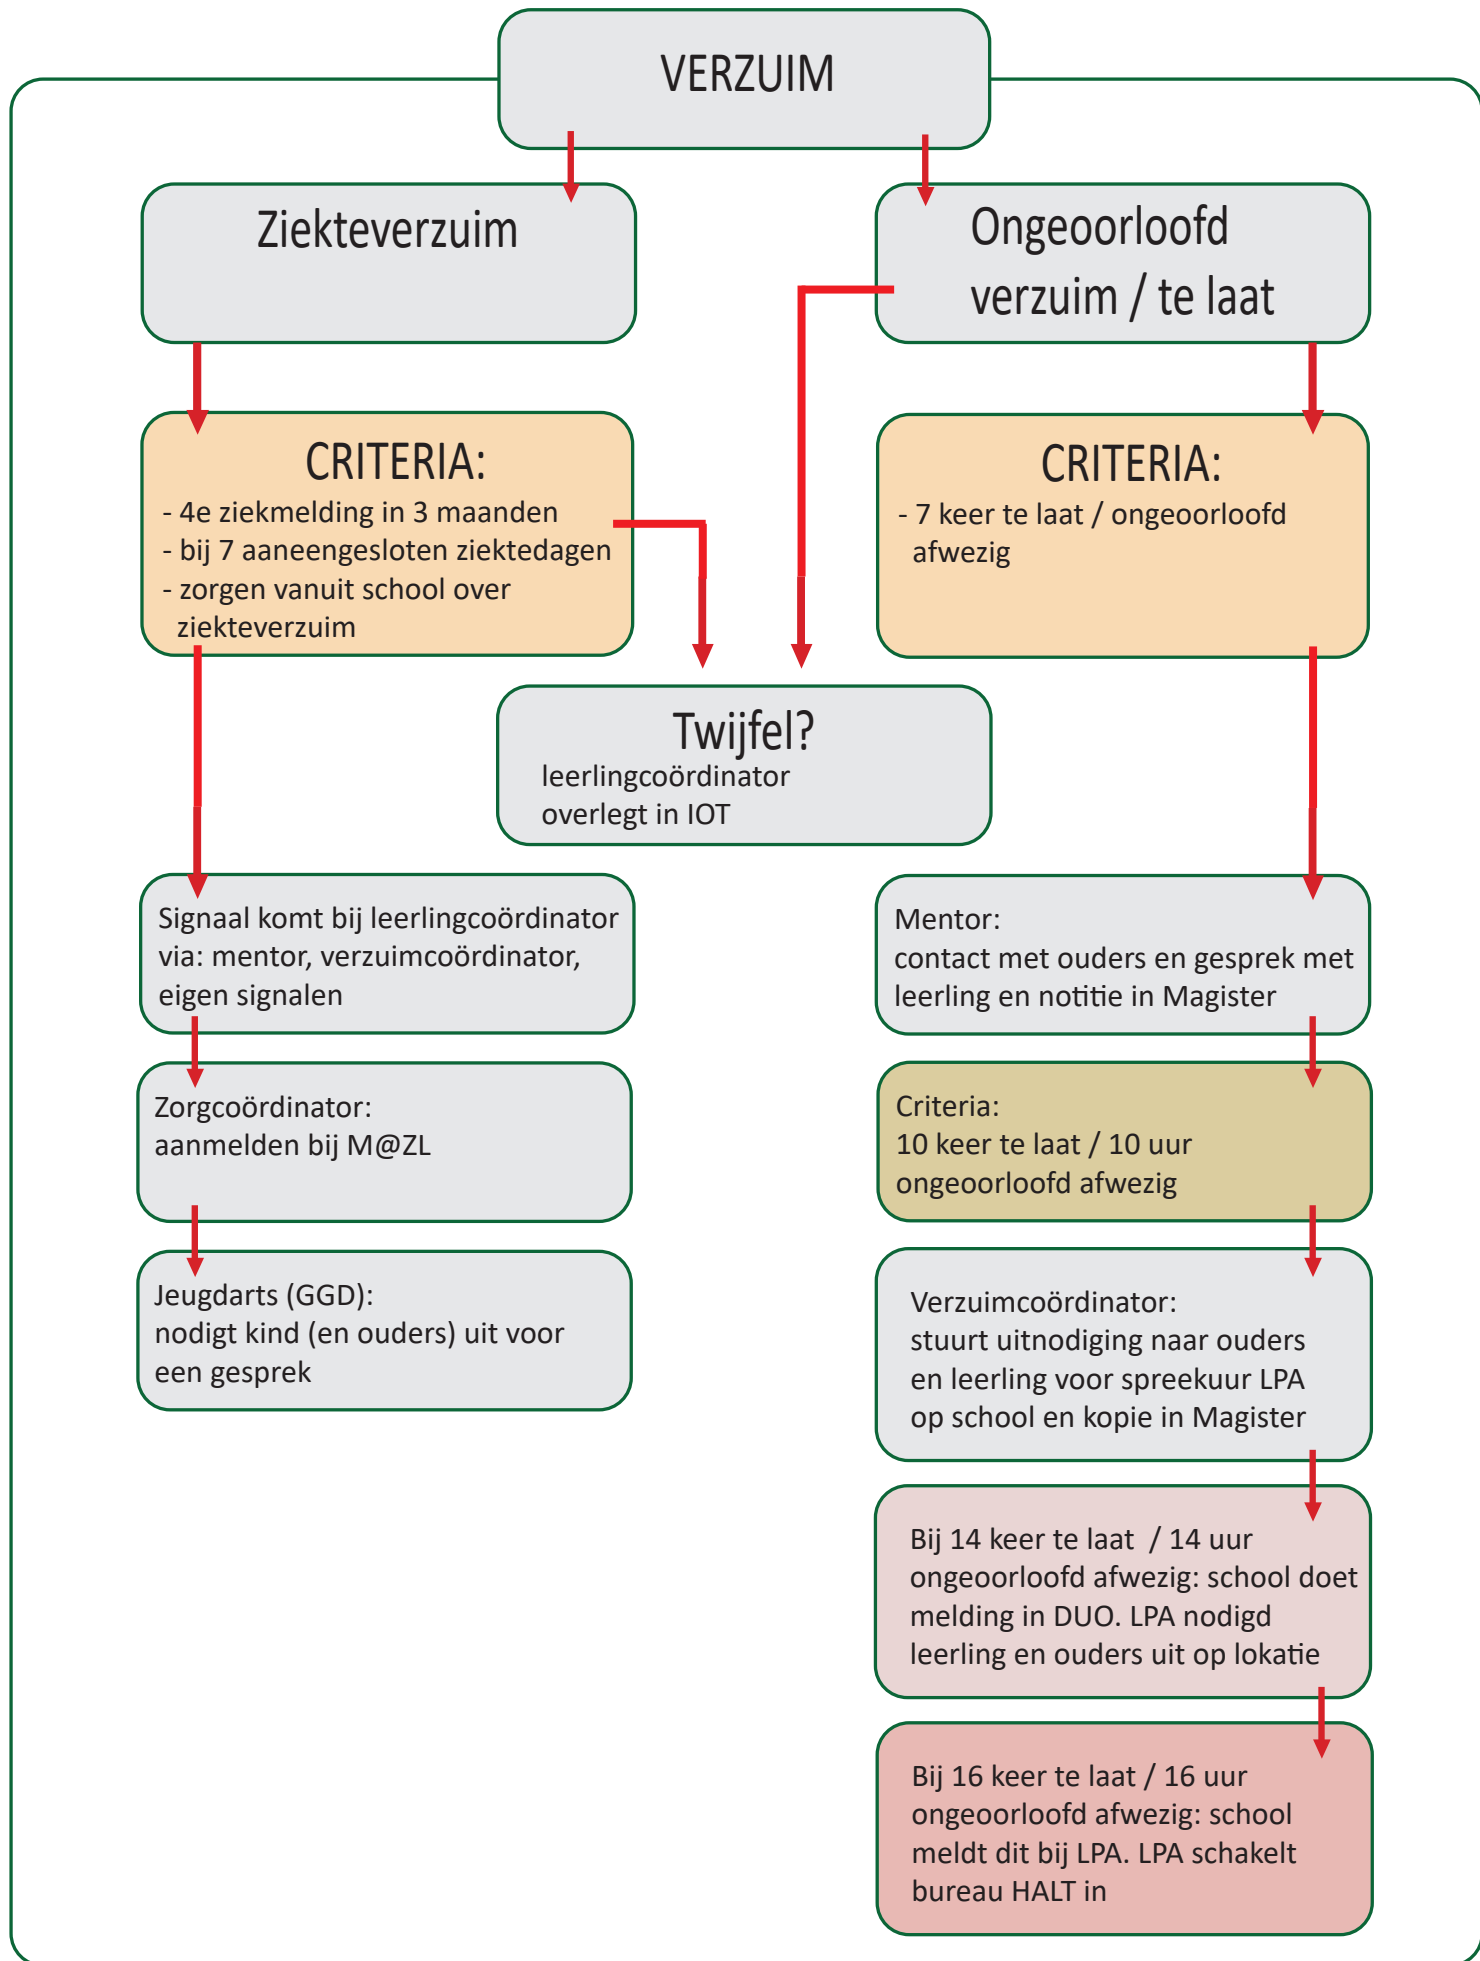 VERZUIM
Ziekteverzuim
Ongeoorloofd
verzuim / te laat
CRITERIA:
- 4e ziekmelding in 3 maanden
- bij 7 aaneengesloten ziektedagen
- zorgen vanuit school over
ziekteverzuim
CRITERIA:
- 7 keer te laat / ongeoorloofd
afwezig
Twijfel?
leerlingcoördinator
overlegt in IOT
Signaal komt bij leerlingcoördinator
via: mentor, verzuimcoördinator,
eigen signalen
Zorgcoördinator:
aanmelden bij M@ZL
Jeugdarts (GGD):
nodigt kind (en ouders) uit voor
een gesprek
Mentor:
contact met ouders en gesprek met
leerling en notitie in Magister
Criteria:
10 keer te laat / 10 uur
ongeoorloofd afwezig
Verzuimcoördinator:
stuurt uitnodiging naar ouders
en leerling voor spreekuur LPA
op school en kopie in Magister
Bij 14 keer te laat / 14 uur
ongeoorloofd afwezig: school doet
melding in DUO. LPA nodigd
leerling en ouders uit op lokatie
Bij 16 keer te laat / 16 uur
ongeoorloofd afwezig: school
meldt dit bij LPA. LPA schakelt
bureau HALT in